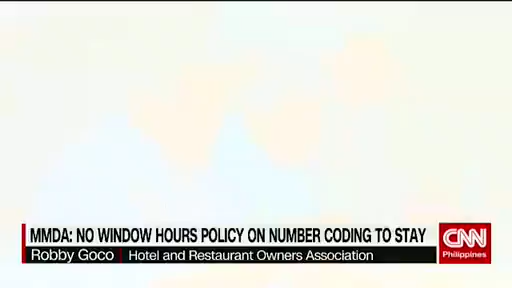 MMDA: NO WINDOW HOURS POLICY ON NUMBER CODING TO STAY
Robby Goco Hotel and Restaurant Owners Association
CNN
Philippines